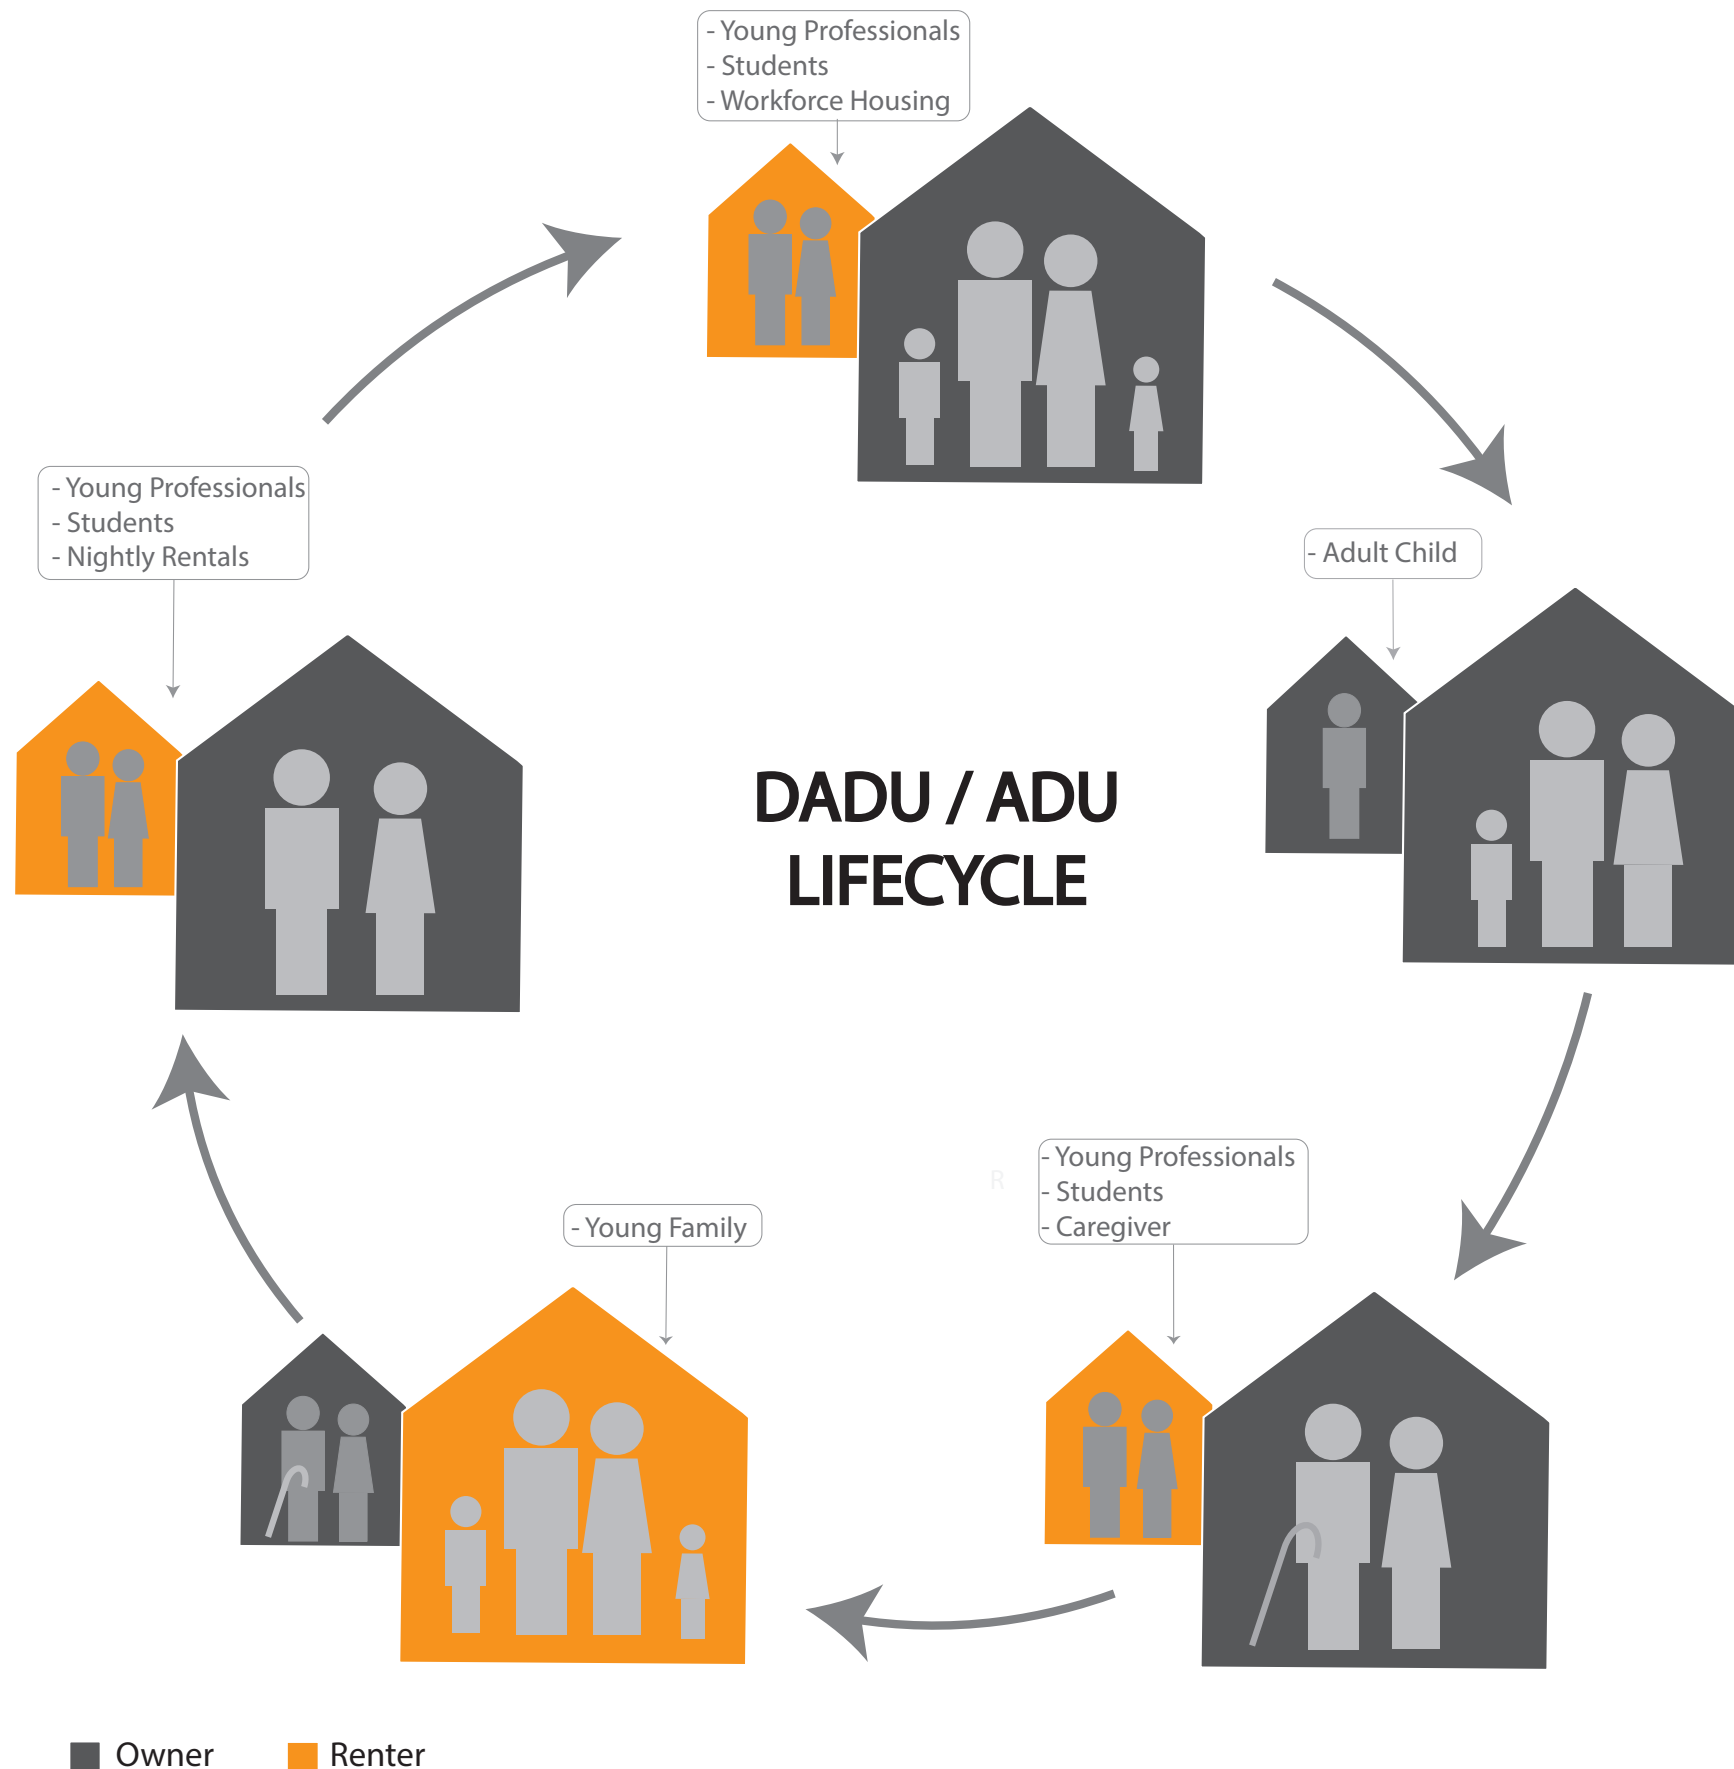 - Young Professionals
- Students
- Workforce Housing
- Young Professionals
- Students
- Nightly Rentals
- Adult Child
DADU / ADU
LIFECYCLE
R
- Young Professionals
- Students
- Caregiver
- Young Family
Owner
Renter